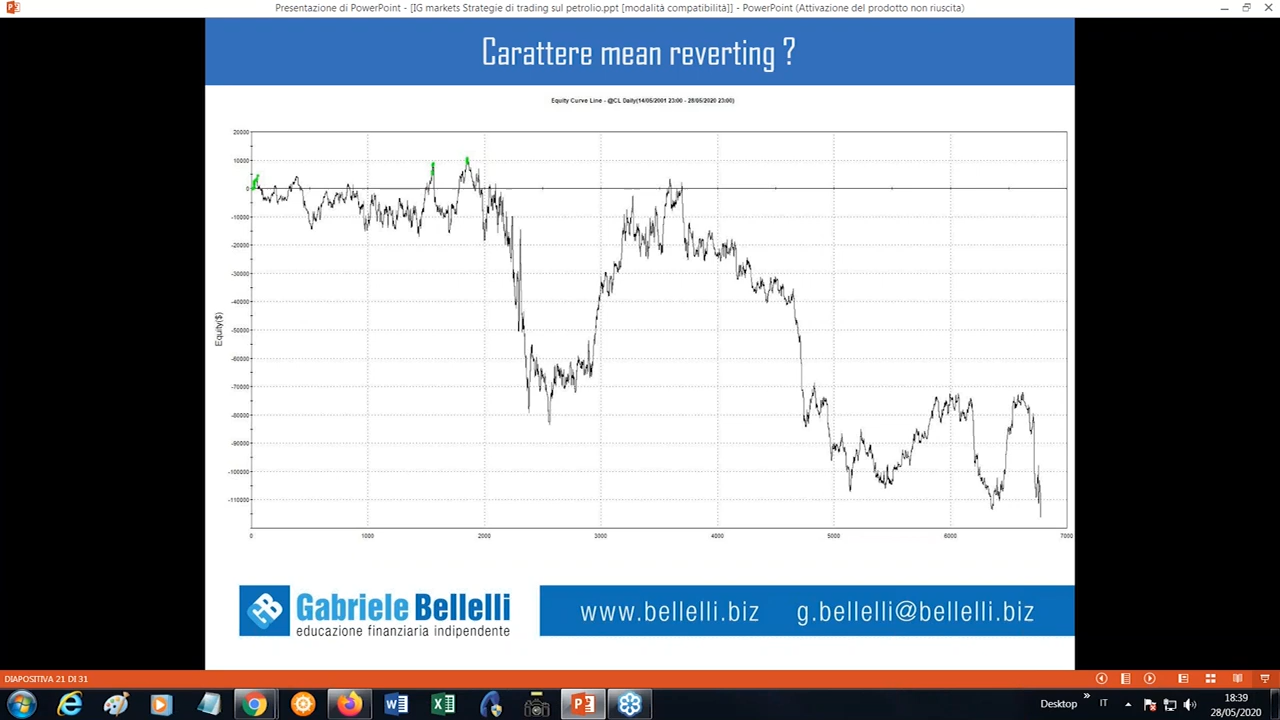 Presentazione di PowerPoint - [IG markets Strategie di trading sul petrolio.ppt [modalità compatibilità]] - PowerPoint (Attivazione del prodotto non riuscita)
Carattere mean reverting ?
Equity Curve Line - @CL Daily(14/05/2001 23:00 - 28/05/2020 23:00)
20000
10000
0
-10000
-20000
-30000
-40000
-50000
-60000
-70000
-80000
-90000
-100000
-110000
Equity($)
0 1000 2000 3000 4000 5000 6000 7000
Gabriele Bellelli
educazione finanziaria indipendente
www.bellelli.biz g.bellelli@bellelli.biz
DIAPOSITIVA 21 DI 31
Desktop
IT
18:39
28/05/2020